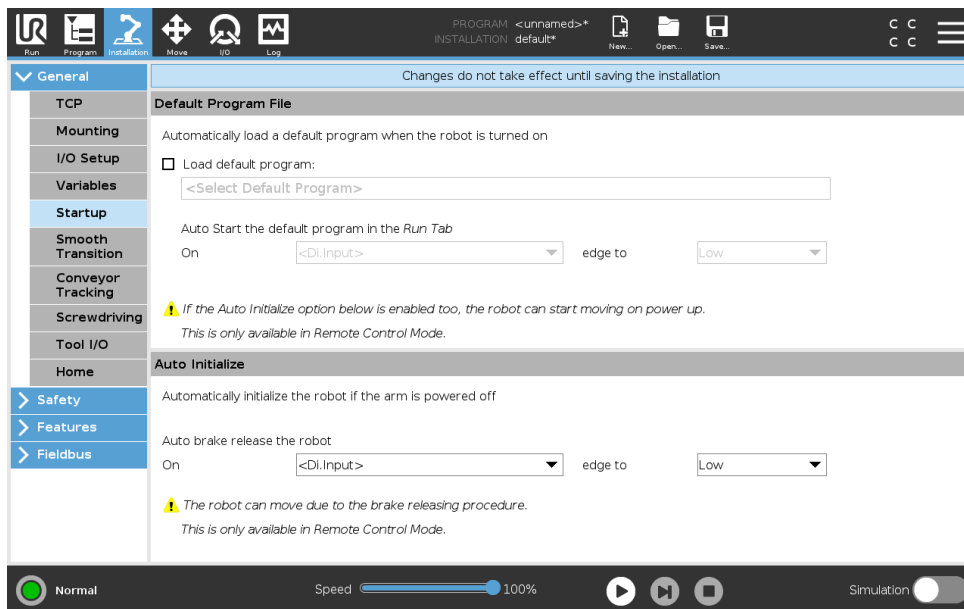 PROGRAM <unnamed>*
INSTALLATION default*
UR
Run
Program
Installation
Move
I/O
Log
New...
Open...
Save...
C C
C C
General
TCP
Mounting
I/O Setup
Variables
Startup
Smooth
Transition
Conveyor
Tracking
Screwdriving
Tool I/O
Home
Safety
Features
Fieldbus
Changes do not take effect until saving the installation
Default Program File
Automatically load a default program when the robot is turned on
Load default program:
<Select Default Program>
Auto Start the default program in the Run Tab
On <Di.Input> edge to Low
If the Auto Initialize option below is enabled too, the robot can start moving on power up.
This is only available in Remote Control Mode.
Auto Initialize
Automatically initialize the robot if the arm is powered off
Auto brake release the robot
On <Di.Input> edge to Low
The robot can move due to the brake releasing procedure.
This is only available in Remote Control Mode.
Normal
Speed 100%
Simulation